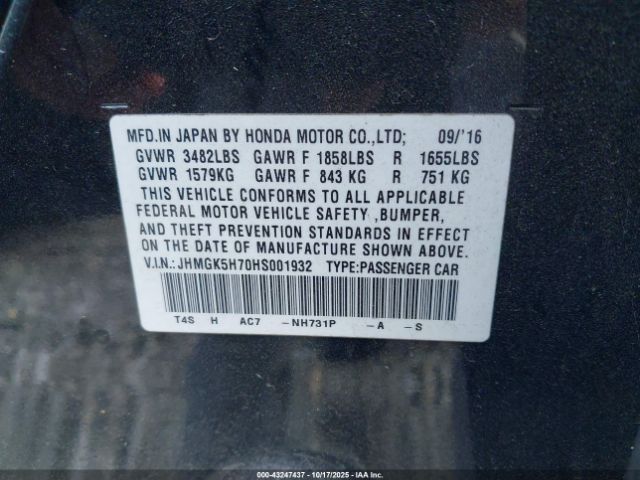 MFD.IN JAPAN BY HONDA MOTOR CO.,LTD; 09/'16
GVWR 3482LBS GAWR F 1858LBS R 1655LBS
GVWR 1579KG GAWR F 843 KG R 751 KG
THIS VEHICLE CONFORMS TO ALL APPLICABLE
FEDERAL MOTOR VEHICLE SAFETY ,BUMPER,
AND THEFT PREVENTION STANDARDS IN EFFECT
ON THE DATE OF MANUFACTURE SHOWN ABOVE.
V.I.N.:JHMGK5H70HS001932 TYPE:PASSENGER CAR
T4S H AC7 -NH731P -A -S
000-43247437 - 10/17/2025 - IAAI.COM